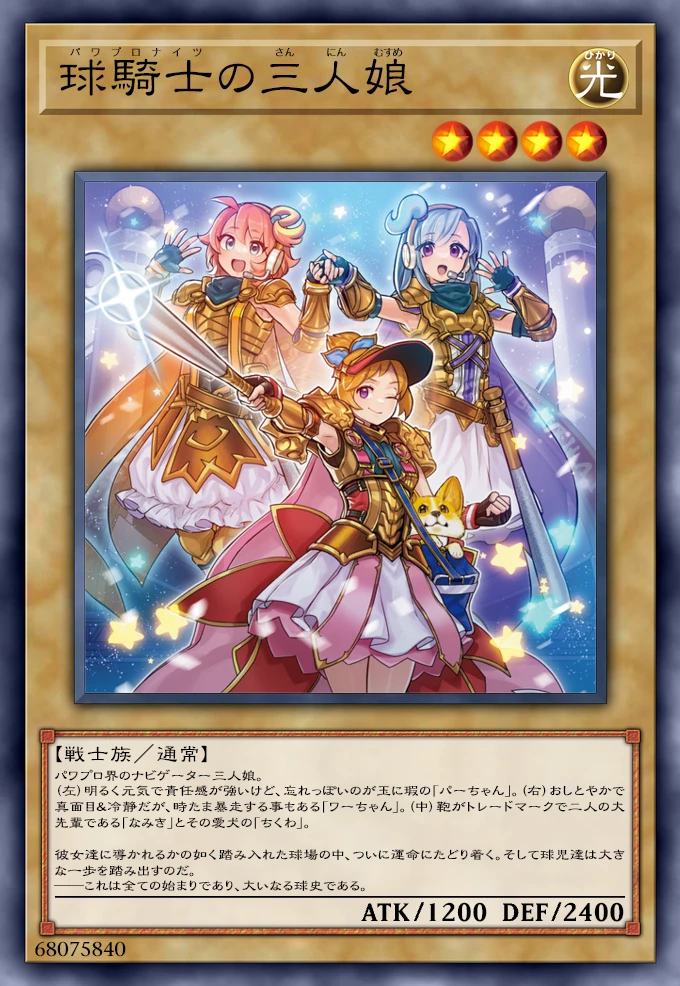 パワプロナイツ さん にん むすめ
球騎士の三人娘
ひかり
光
【戦士族／通常】
パワプロ界のナビゲーター三人娘。
(左)明るく元気で責任感が強いけど、忘れっぽいのが玉に瑕の「パーちゃん」。(右)おしとやかで
真面目&冷静だが、時たま暴走する事もある「ワーちゃん」。(中)鞄がトレードマークで二人の大
先輩である「なみき」とその愛犬の「ちくわ」。
彼女達に導かれるかの如く踏み入れた球場の中、ついに運命にたどり着く。そして球児達は大き
な一歩を踏み出すのだ。
――これは全ての始まりであり、大いなる球史である。
ATK/1200 DEF/2400
68075840